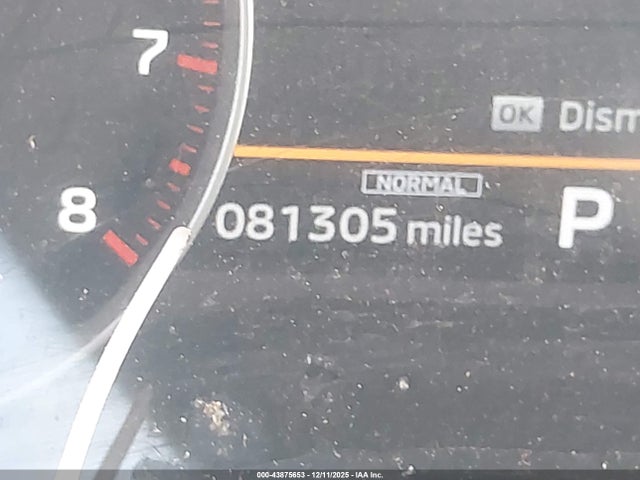 7
OK Dism
NORMAL
8
081305 miles P
000-43875653 - 12/11/2025 - IAA Inc.